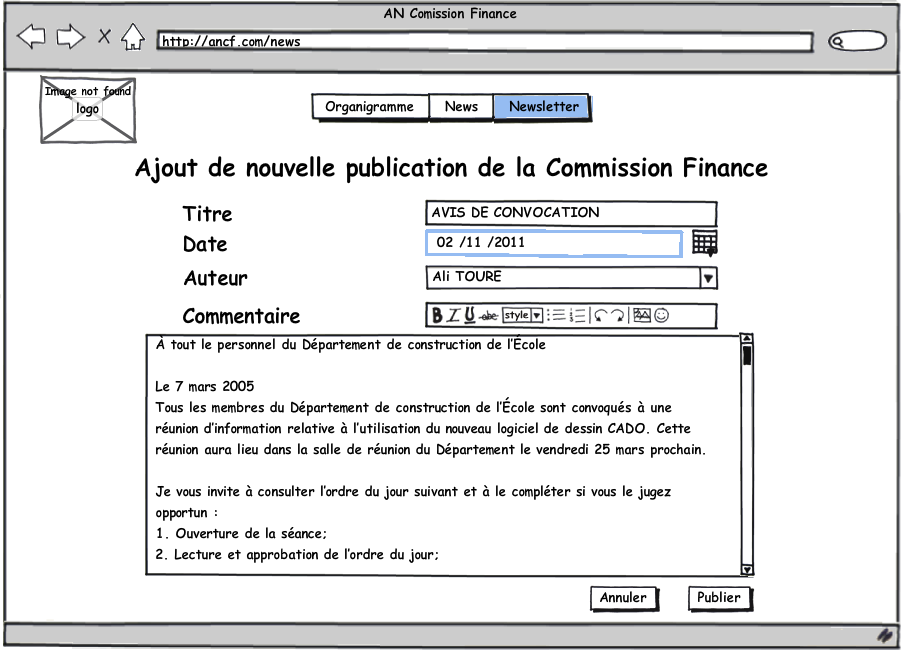 AN Comission Finance
http://ancf.com/news
Image not found
logo
Organigramme News Newsletter
Ajout de nouvelle publication de la Commission Finance
Titre AVIS DE CONVOCATION
Date 02 /11 /2011
Auteur Ali TOURE
Commentaire B I U abc style
À tout le personnel du Département de construction de l'École
Le 7 mars 2005
Tous les membres du Département de construction de l'École sont convoqués à une
réunion d'information relative à l'utilisation du nouveau logiciel de dessin CADO. Cette
réunion aura lieu dans la salle de réunion du Département le vendredi 25 mars prochain.
Je vous invite à consulter l'ordre du jour suivant et à le compléter si vous le jugez
opportun :
1. Ouverture de la séance;
2. Lecture et approbation de l'ordre du jour;
Annuler Publier